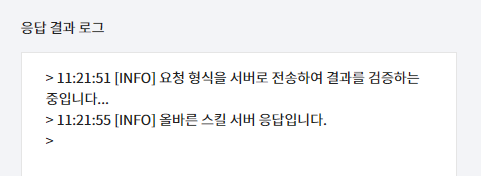 응답 결과 로그
> 11:21:51 [INFO] 요청 형식을 서버로 전송하여 결과를 검증하는
중입니다...
> 11:21:55 [INFO] 올바른 스킬 서버 응답입니다.
>